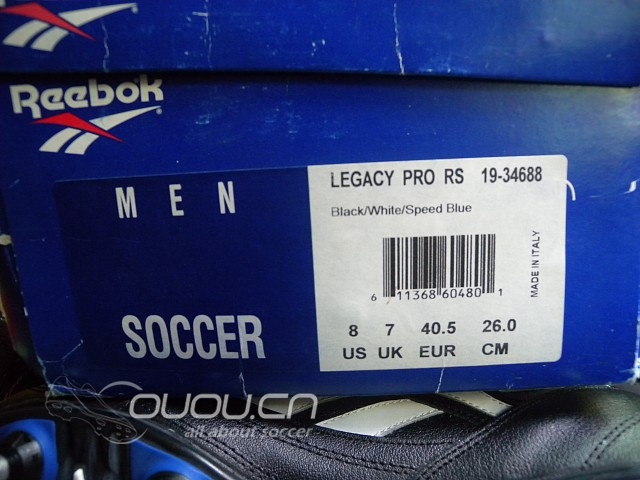 Reebok
MEN
SOCCER
LEGACY PRO RS 19-34688
Black/White/Speed Blue
6 11368 60480 1
MADE IN ITALY
8 7 40.5 26.0
US UK EUR CM
ouou.cn
all about soccer